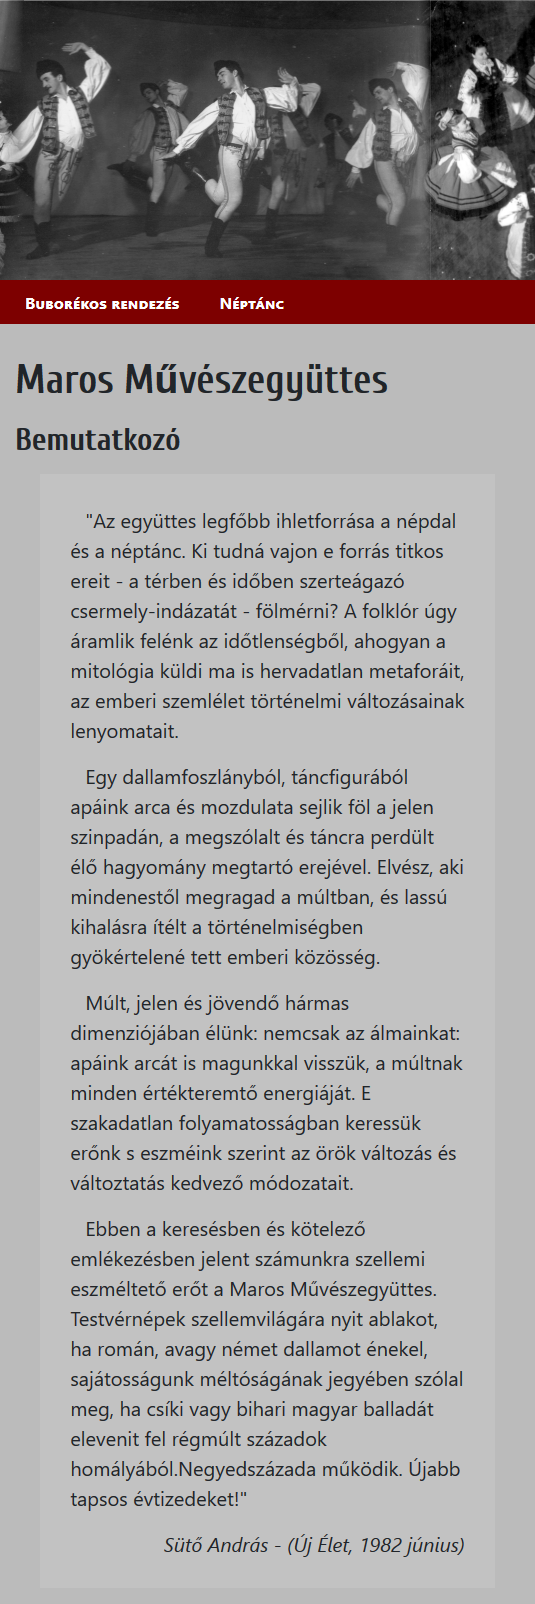 Buborékos rendezés Néptánc
Maros Művészegyüttes
Bemutatkozó
"Az együttes legfőbb ihletforrása a népdal
és a néptánc. Ki tudná vajon e forrás titkos
ereit - a térben és időben szerteágazó
csermely-indázatát - fölmérni? A folklór úgy
áramlik felénk az időtlenségből, ahogyan a
mitológia küldi ma is hervadatlan metaforáit,
az emberi szemlélet történelmi változásainak
lenyomatait.
Egy dallamfoszlányból, táncfigurából
apáink arca és mozdulata sejlik föl a jelen
szinpadán, a megszólalt és táncra perdült
élő hagyomány megtartó erejével. Elvész, aki
mindenestől megragad a múltban, és lassú
kihalásra ítélt a történelmiségben
gyökértelené tett emberi közösség.
Múlt, jelen és jövendő hármas
dimenziójában élünk: nemcsak az álmainkat:
apáink arcát is magunkkal visszük, a múltnak
minden értékteremtő energiáját. E
szakadatlan folyamatosságban keressük
erőnk s eszméink szerint az örök változás és
változtatás kedvező módozatait.
Ebben a keresésben és kötelező
emlékezésben jelent számunkra szellemi
eszméltető erőt a Maros Művészegyüttes.
Testvérnépek szellemvilágára nyit ablakot,
ha román, avagy német dallamot énekel,
sajátosságunk méltóságának jegyében szólal
meg, ha csíki vagy bihari magyar balladát
elevenit fel régmúlt századok
homályából.Negyedszázada működik. Újabb
tapsos évtizedeket!"
Sütő András - (Új Élet, 1982 június)